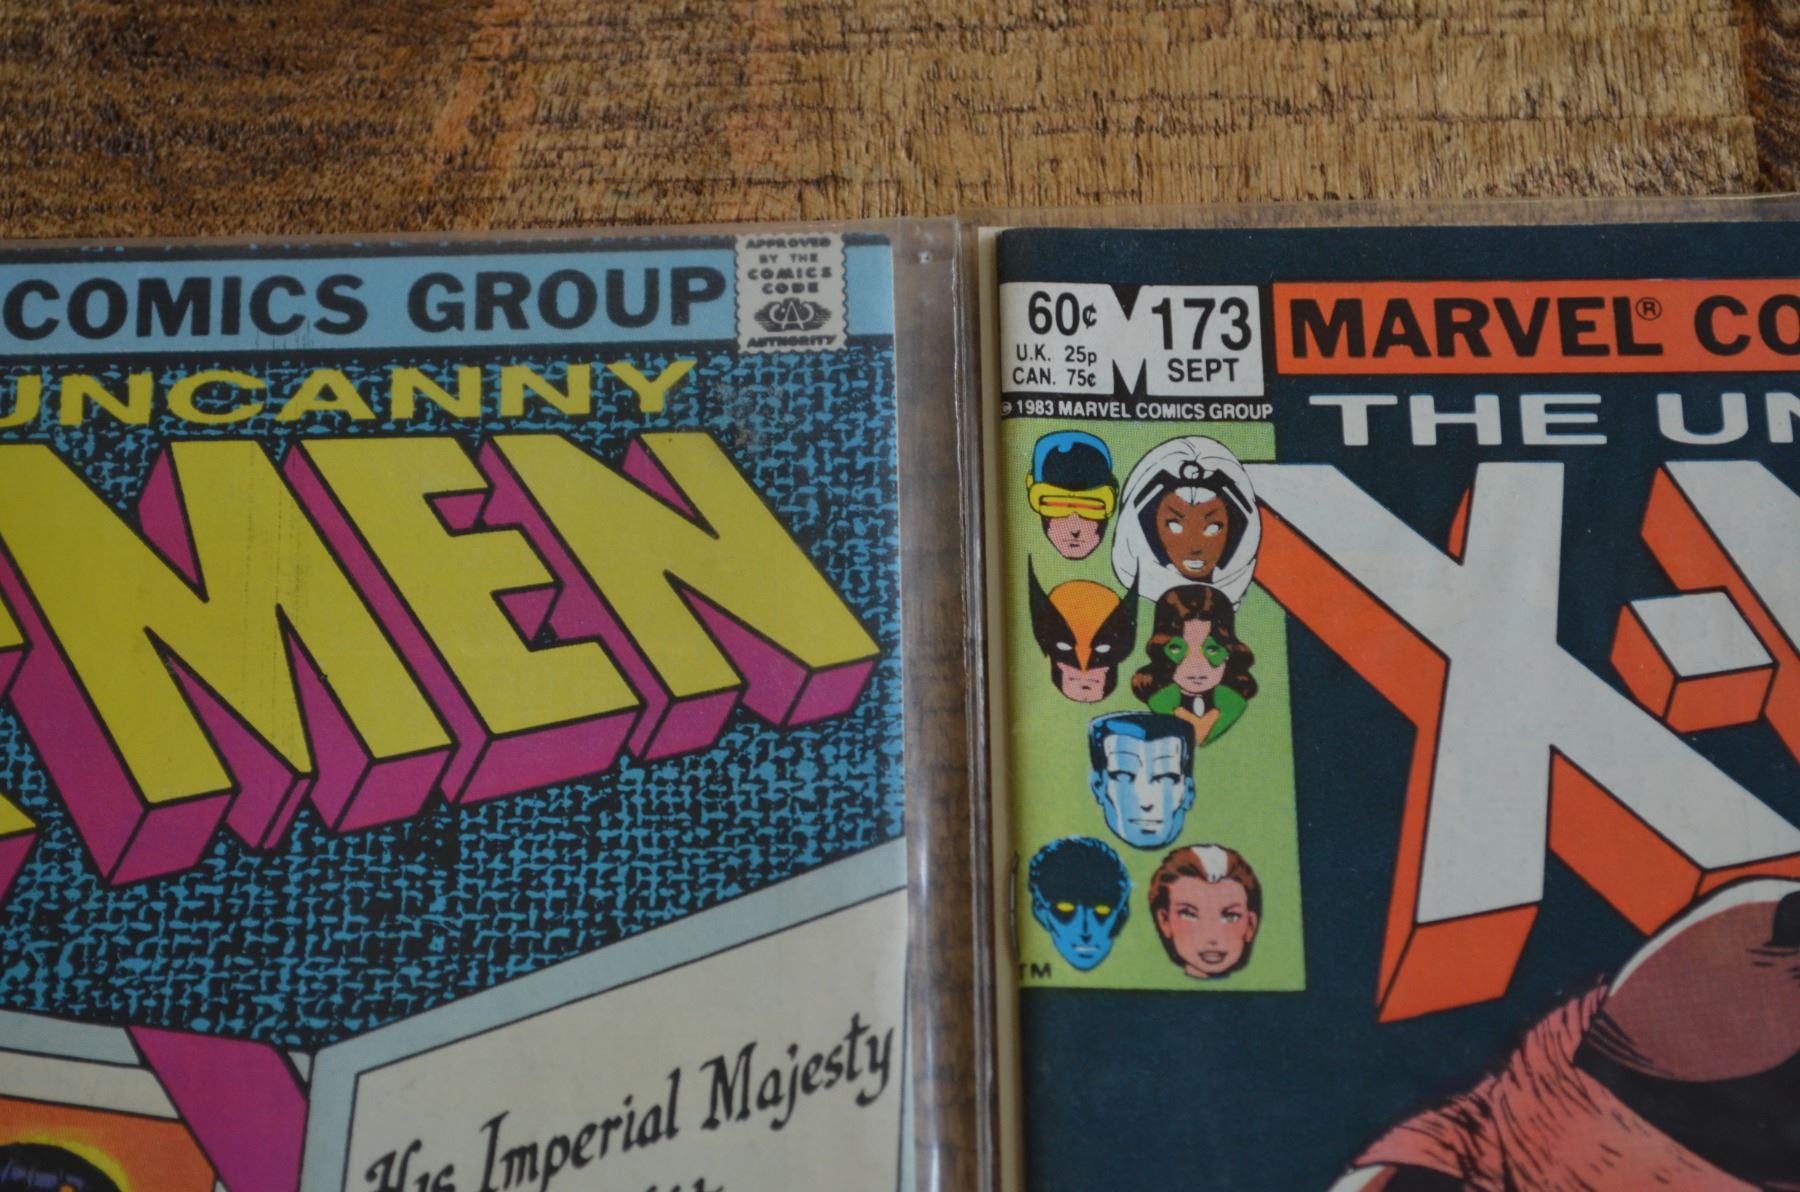 COMICS GROUP
APPROVED
BY THE
COMICS
CODE
CA
AUTHORITY
UNCANNY
MEN
His Imperial Majesty
60¢ M 173
U.K. 25p
CAN. 75¢
SEPT
© 1983 MARVEL COMICS GROUP
TM
MARVEL® CO
THE UN
X-